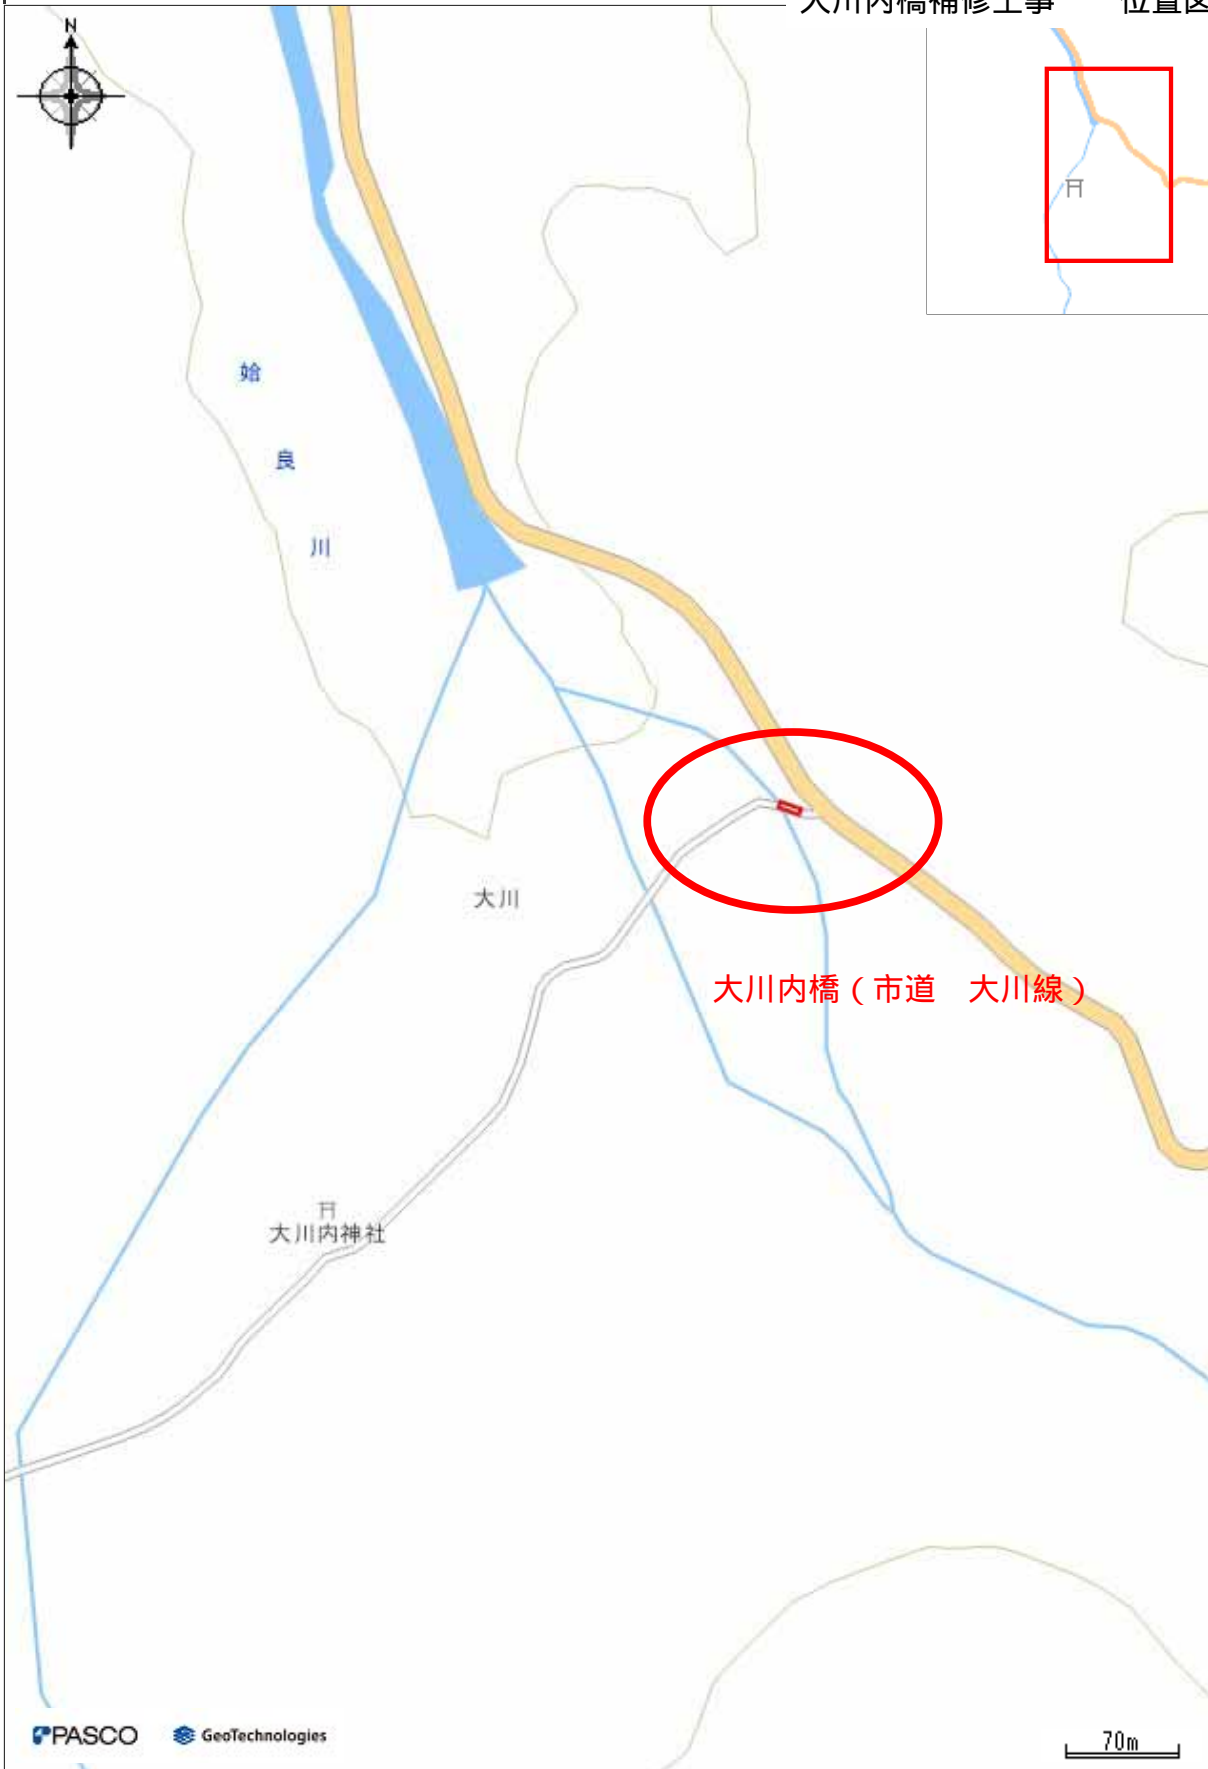 大川内橋補修工事　　位置図
N
姶
良
川
大川
大川内橋（市道　大川線）
大川内神社
PASCO
GeoTechnologies
70m